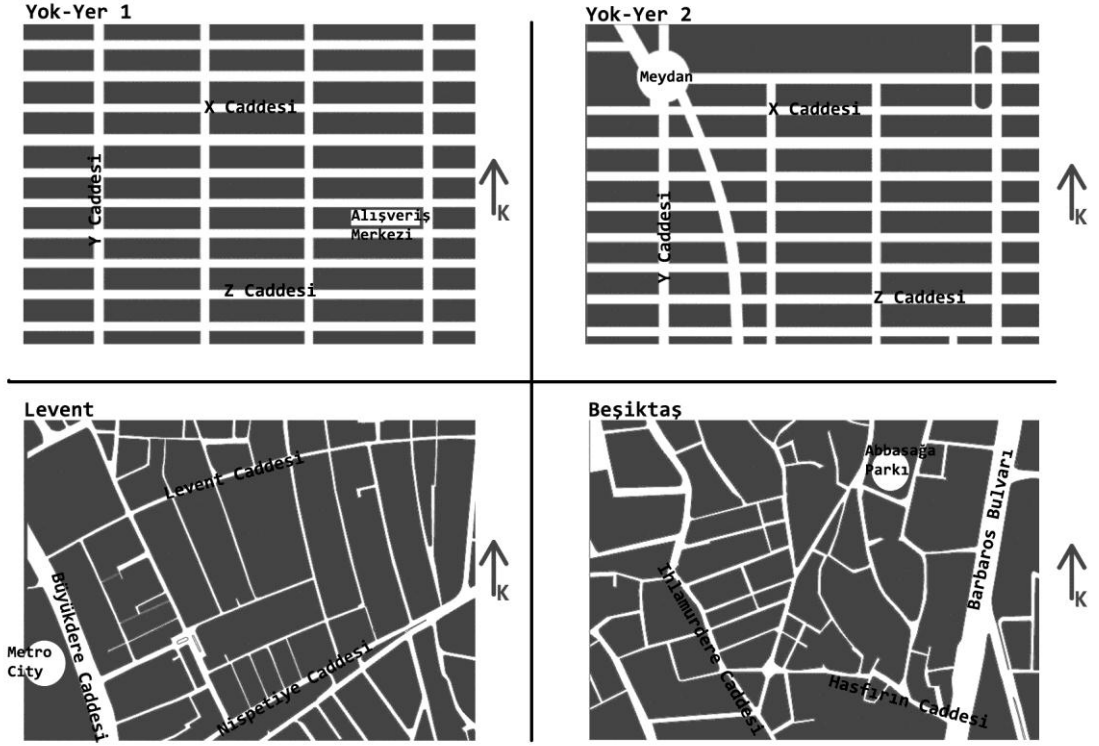 Yok-Yer 1
X Caddesi
Y Caddesi
Alışveriş
Merkezi
Z Caddesi
K
Yok-Yer 2
Meydan
X Caddesi
Y Caddesi
Z Caddesi
K
Levent
Levent Caddesi
Büyükdere Caddesi
Metro
City
Nispetiye Caddesi
K
Beşiktaş
Abbasağa
Parkı
Barbaros Bulvarı
Ihlamurdere Caddesi
Hasfırın Caddesi
K